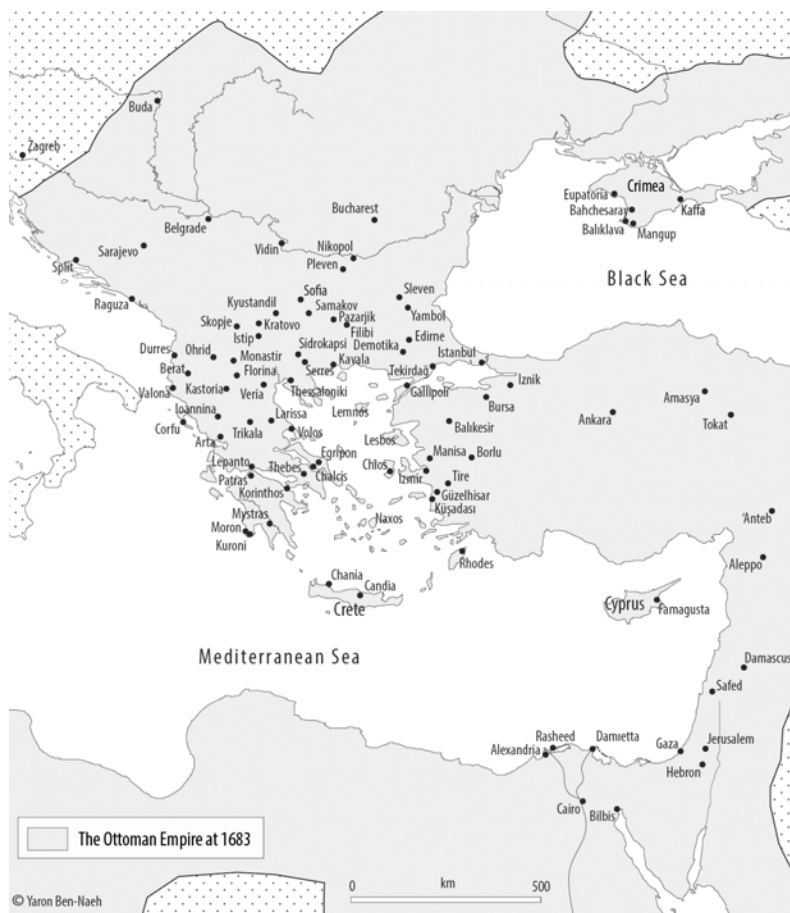 Buda
Zagreb
Belgrade
Bucharest
Sarajevo
Vidin
Nikopol
Pleven
Split
Raguza
Eupatoria
Crimea
Bahchesaray
Kaffa
Balıklava
Mangup
Black Sea
Sofia
Sleven
Kyustandil
Samakov
Yambol
Skopje
Kratovo
Pazarjik
Filibi
Edirne
Istip
Sidrokapsi
Demotika
Istanbul
Durres
Ohrid
Monastir
Serres
Kavala
Tekirdağ
Iznik
Berat
Florina
Valona
Kastoria
Veria
Thessalogiki
Gallipoli
Bursa
Amasya
Ankara
Tokat
Ioannina
Larissa
Lemnos
Corfu
Trikala
Volos
Balıkesir
Arta
Lesbos
Egripon
Manisa
Borlu
Lepanto
Thebes
Chalcis
Chios
Izmir
Tire
Patras
Korinthos
Güzelhisar
Küşadası
Mystras
Naxos
Moron
Kuroni
'Anteb
Rhodes
Aleppo
Chania
Candia
Crete
Cyprus
Famagusta
Mediterranean Sea
Damascus
Safed
Rasheed
Damıetta
Gaza
Jerusalem
Alexandria
Hebron
Cairo
Bilbis
The Ottoman Empire at 1683
0 km 500
© Yaron Ben-Naeh